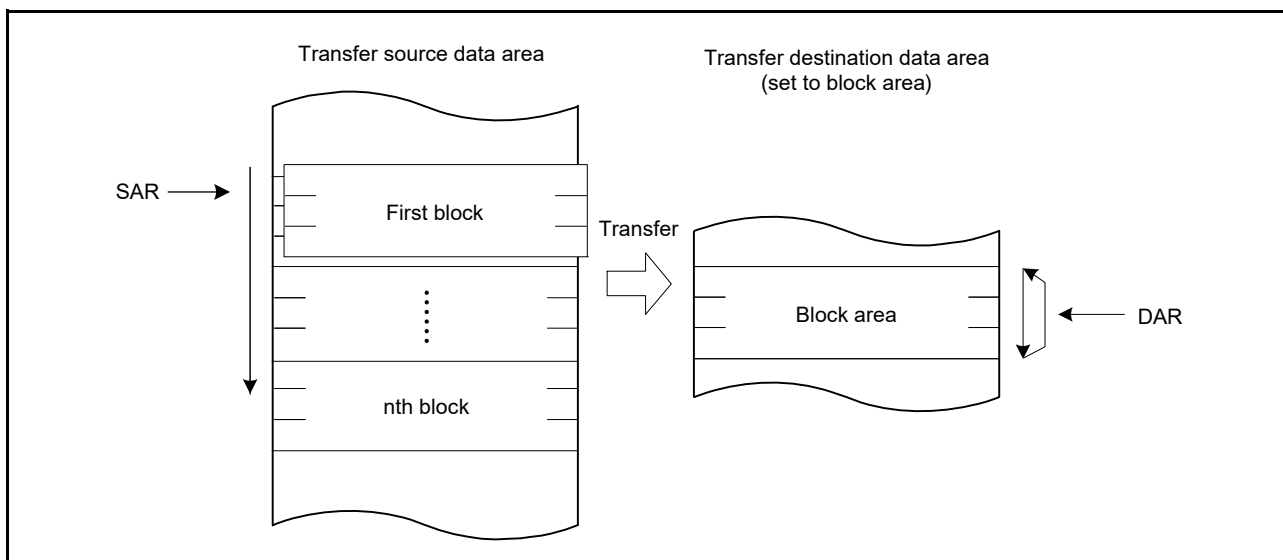 Transfer source data area
Transfer destination data area
(set to block area)
SAR
First block
Transfer
Block area
DAR
nth block